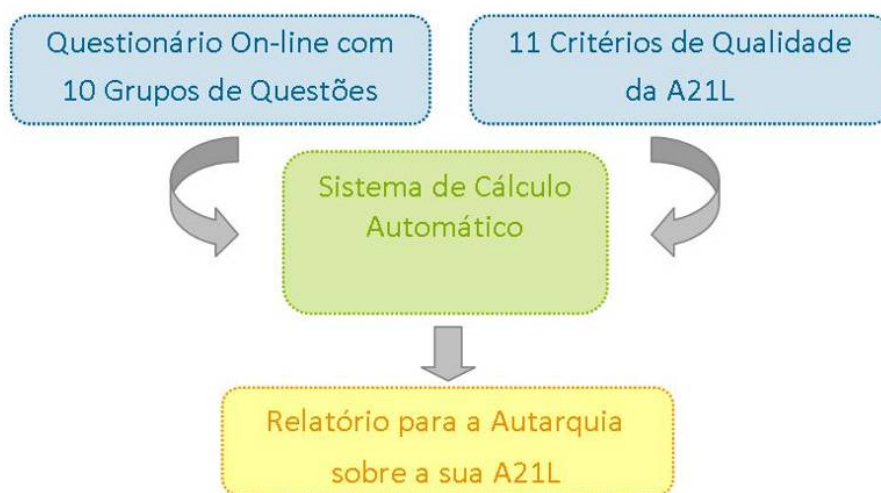 Questionário On-line com
10 Grupos de Questões
11 Critérios de Qualidade
da A21L
Sistema de Cálculo
Automático
Relatório para a Autarquia
sobre a sua A21L